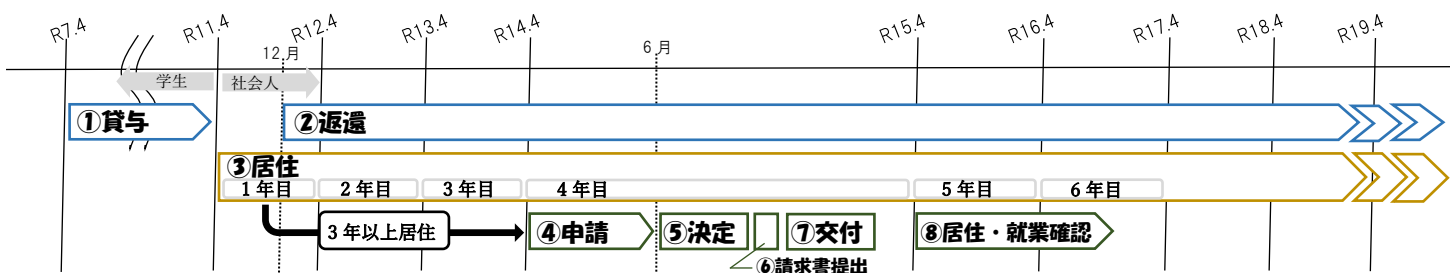 R7.4
R11.4
R12.4
R13.4
R14.4
R15.4
R16.4
R17.4
R18.4
R19.4
12月
6月
学生
社会人
①貸与
②返還
③居住
1年目
2年目
3年目
4年目
5年目
6年目
3年以上居住
④申請
⑤決定
⑦交付
⑧居住・就業確認
⑥請求書提出